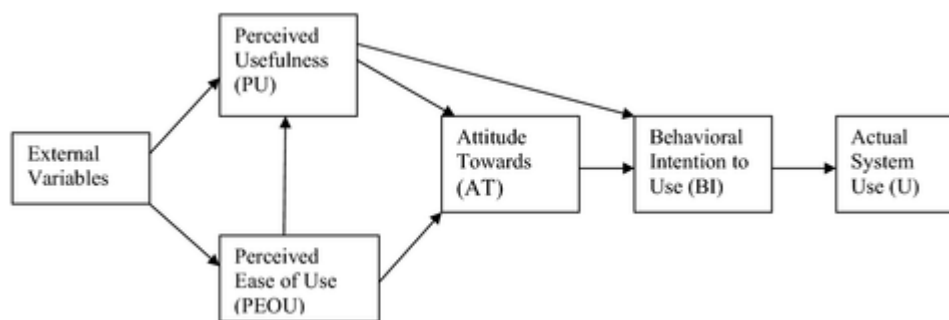 Perceived
Usefulness
(PU)
External
Variables
Perceived
Ease of Use
(PEOU)
Attitude
Towards
(AT)
Behavioral
Intention to
Use (BI)
Actual
System
Use (U)